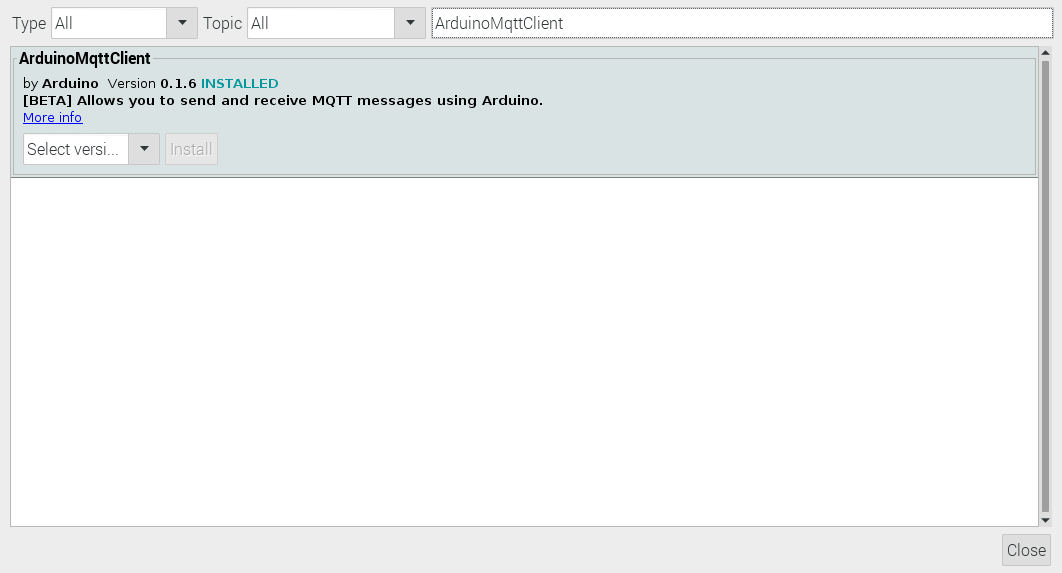 Type All Topic All ArduinoMqttClient
ArduinoMqttClient
by Arduino Version 0.1.6 INSTALLED
[BETA] Allows you to send and receive MQTT messages using Arduino.
More info
Select versi... Install
Close